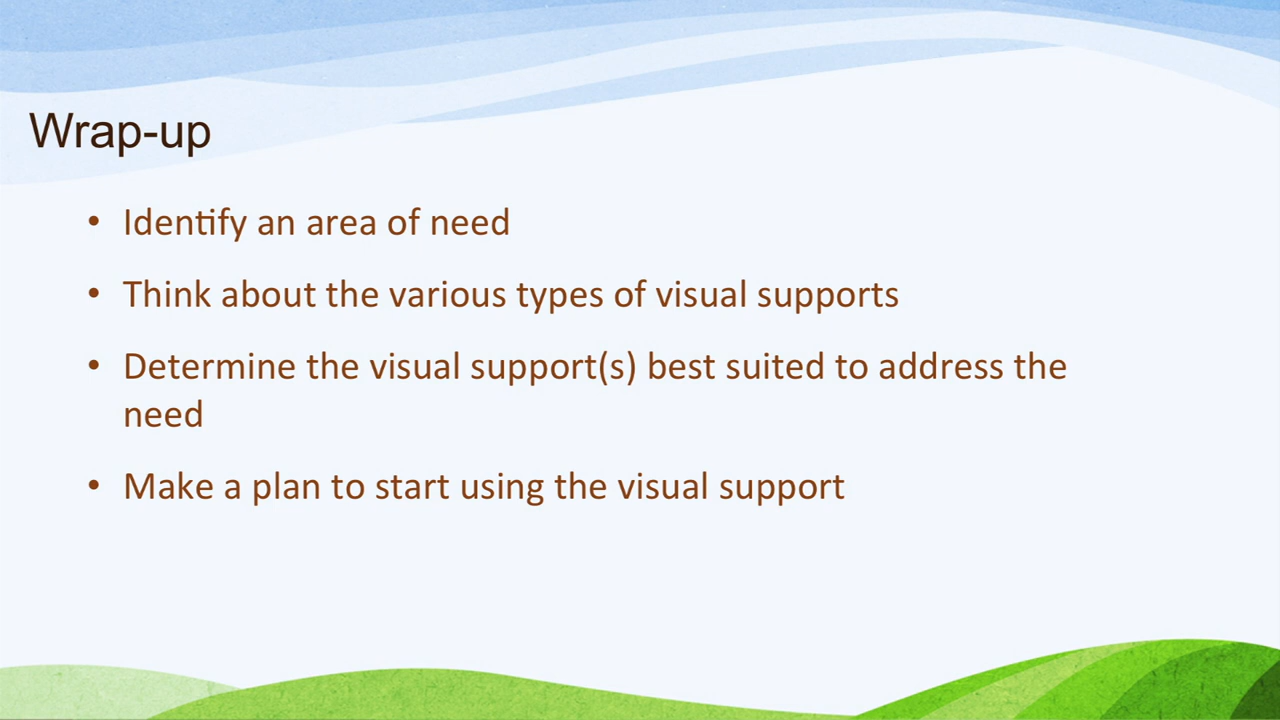 Wrap-up
• Identify an area of need
• Think about the various types of visual supports
• Determine the visual support(s) best suited to address the
need
• Make a plan to start using the visual support